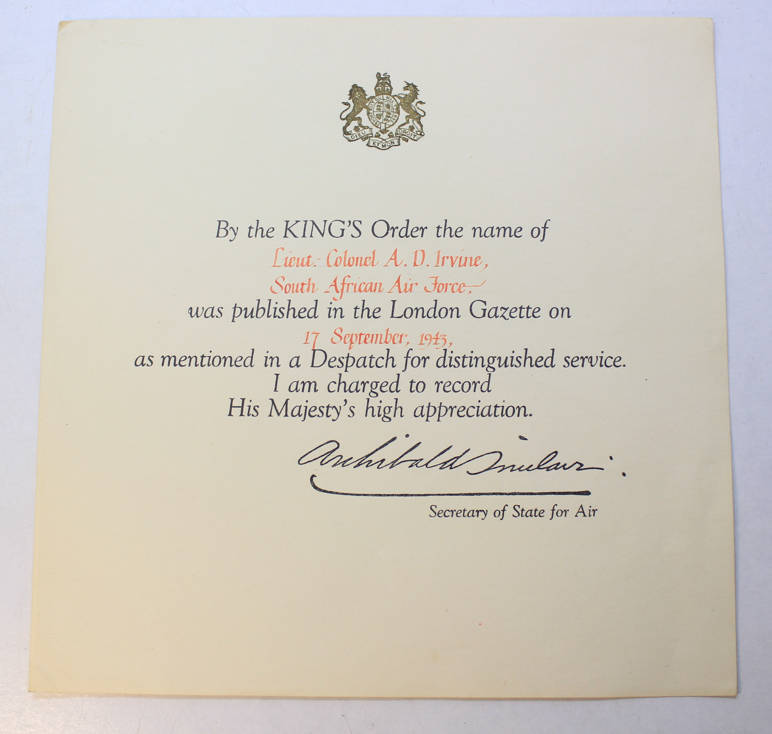 By the KING'S Order the name of
Lieut. Colonel A. D. Irvine,
South African Air Force.
was published in the London Gazette on
17 September, 1943,
as mentioned in a Despatch for distinguished service.
I am charged to record
His Majesty's high appreciation.
Archibald Sinclair.
Secretary of State for Air